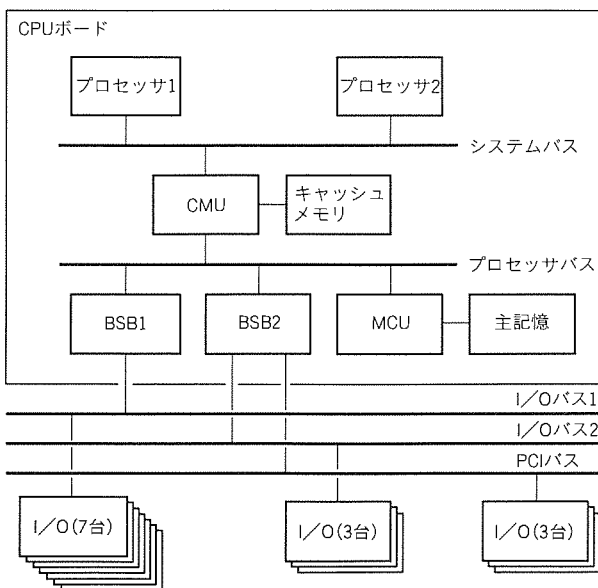 CPUボード
プロセッサ1
プロセッサ2
システムバス
CMU
キャッシュ
メモリ
プロセッサバス
BSB1
BSB2
MCU
主記憶
I/Oバス1
I/Oバス2
PCIバス
I/O(7台)
I/O(3台)
I/O(3台)